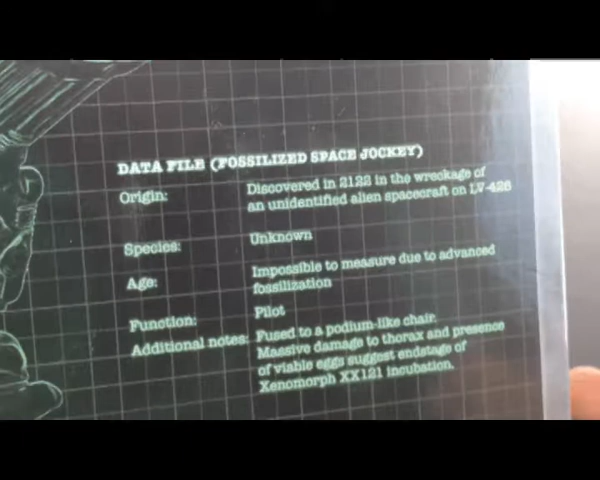 DATA FILE (FOSSILIZED SPACE JOCKEY)
Origin: Discovered in 2122 in the wreckage of
an unidentified alien spacecraft on LV-426
Species: Unknown
Age: Impossible to measure due to advanced
fossilization
Function: Pilot
Additional notes: Fused to a podium-like chair.
Massive damage to thorax and presence
of viable eggs suggest endstage of
Xenomorph XX121 incubation.